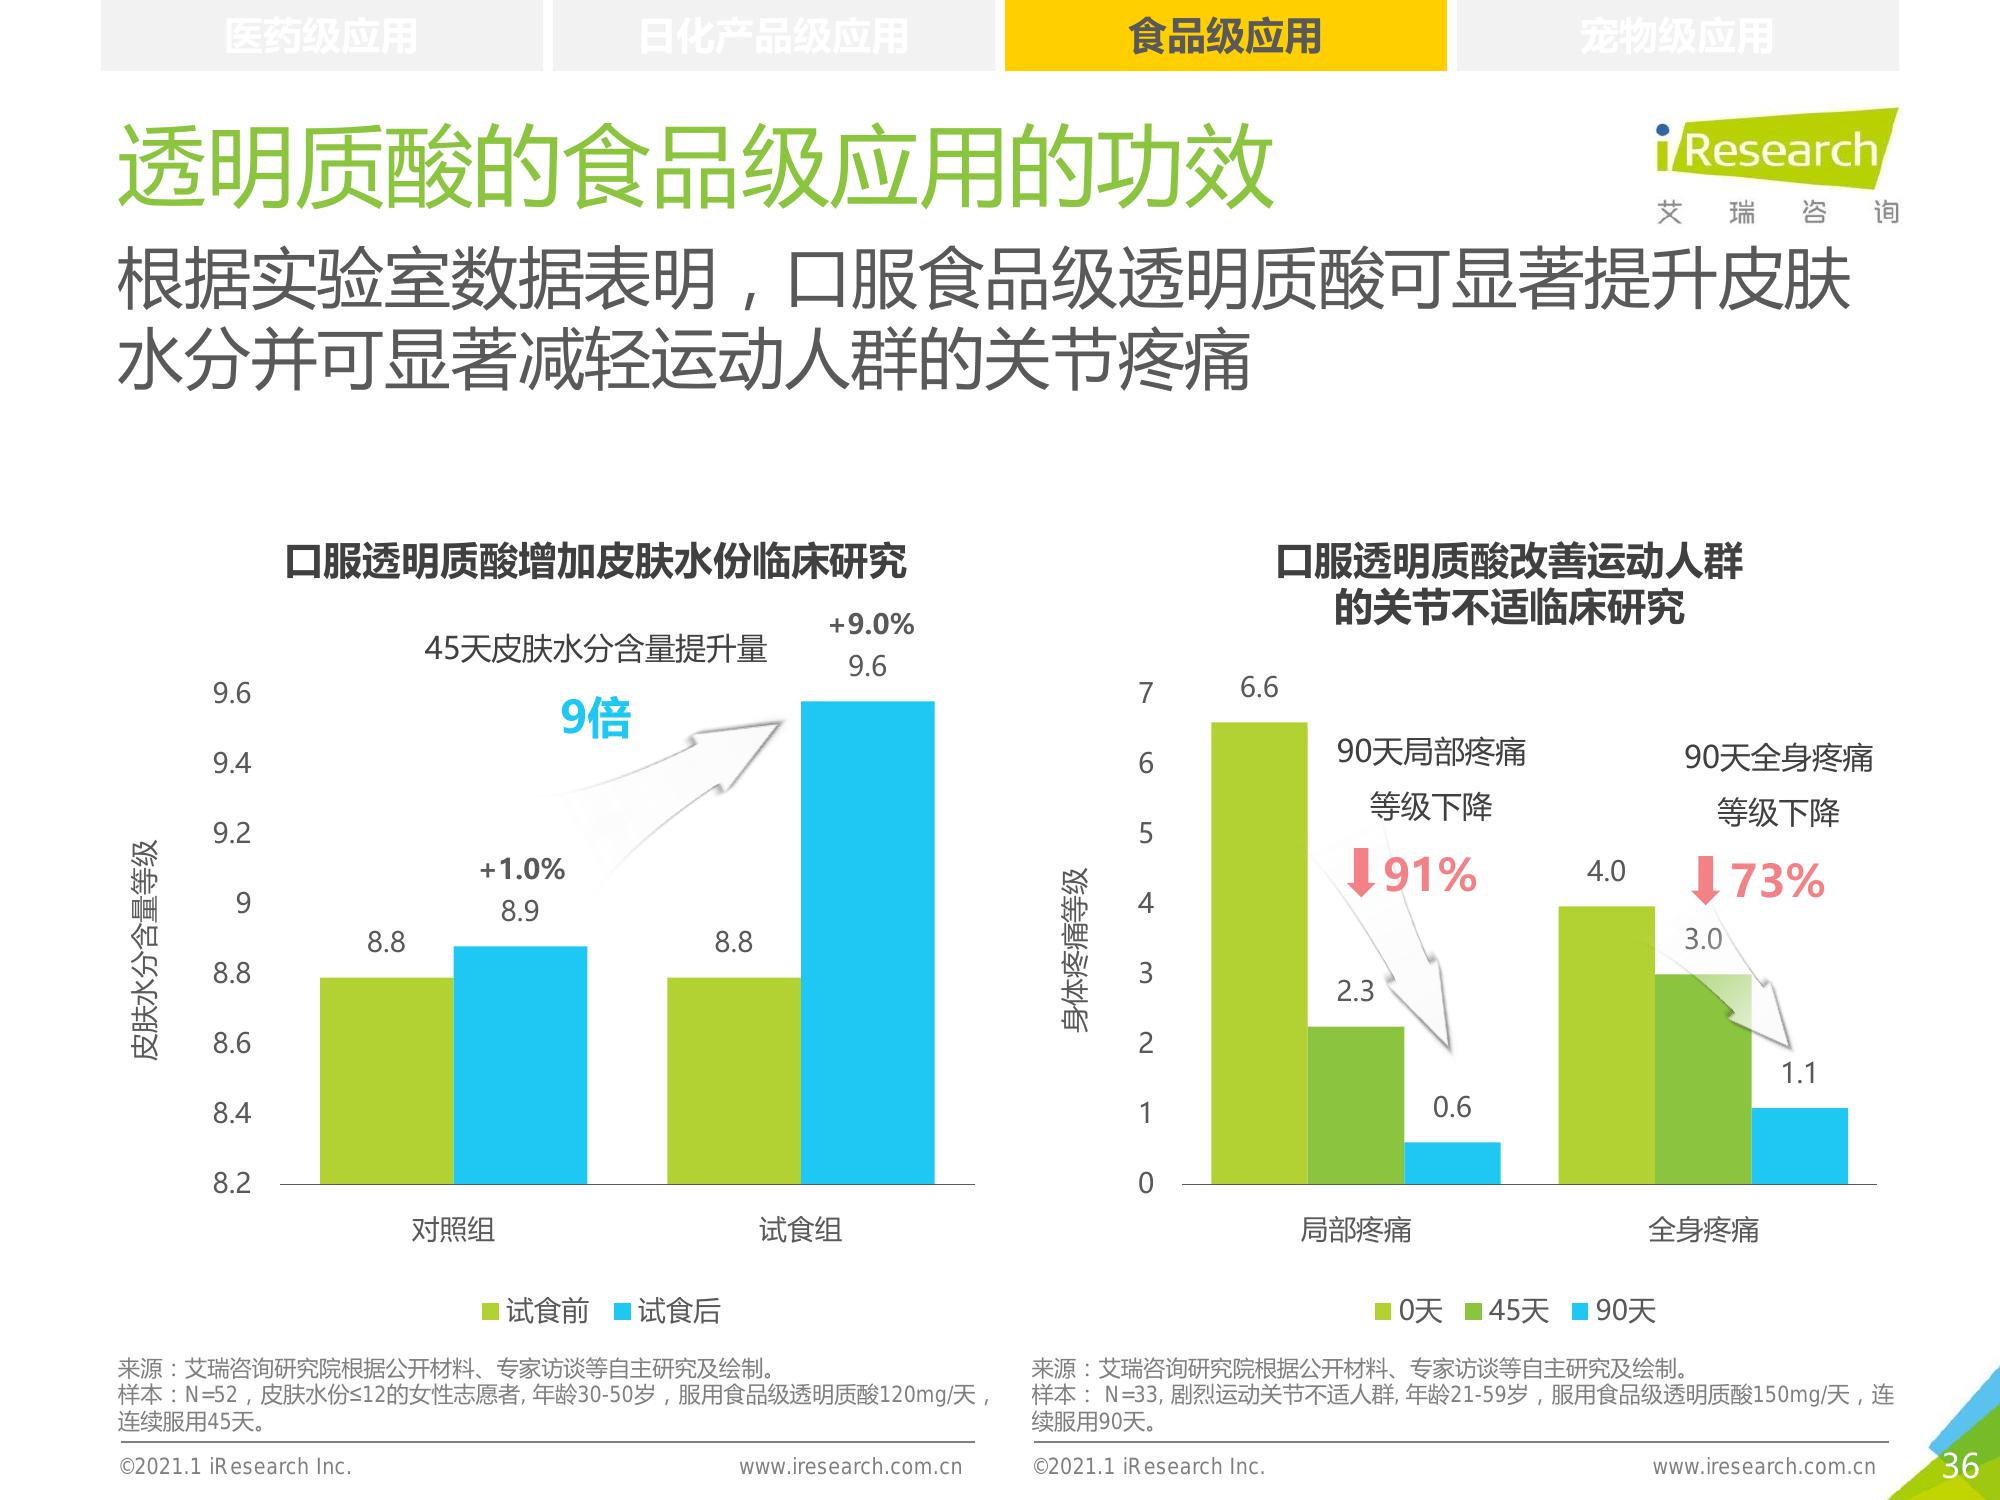 医药级应用
日化产品级应用
食品级应用
宠物级应用
透明质酸的食品级应用的功效
iResearch
艾瑞咨询
根据实验室数据表明，口服食品级透明质酸可显著提升皮肤
水分并可显著减轻运动人群的关节疼痛
口服透明质酸增加皮肤水份临床研究
45天皮肤水分含量提升量
9倍
+9.0%
9.6
+1.0%
8.9
8.8
8.8
9.6
9.4
9.2
9
8.8
8.6
8.4
8.2
皮肤水分含量等级
对照组
试食组
试食前
试食后
来源：艾瑞咨询研究院根据公开材料、专家访谈等自主研究及绘制。
样本：N=52，皮肤水份≤12的女性志愿者, 年龄30-50岁，服用食品级透明质酸120mg/天，
连续服用45天。
©2021.1 iResearch Inc.
www.iresearch.com.cn
口服透明质酸改善运动人群
的关节不适临床研究
6.6
90天局部疼痛
等级下降
91%
2.3
0.6
90天全身疼痛
等级下降
73%
4.0
3.0
1.1
7
6
5
4
3
2
1
0
身体疼痛等级
局部疼痛
全身疼痛
0天
45天
90天
来源：艾瑞咨询研究院根据公开材料、专家访谈等自主研究及绘制。
样本： N=33, 剧烈运动关节不适人群, 年龄21-59岁，服用食品级透明质酸150mg/天，连
续服用90天。
©2021.1 iResearch Inc.
www.iresearch.com.cn
36